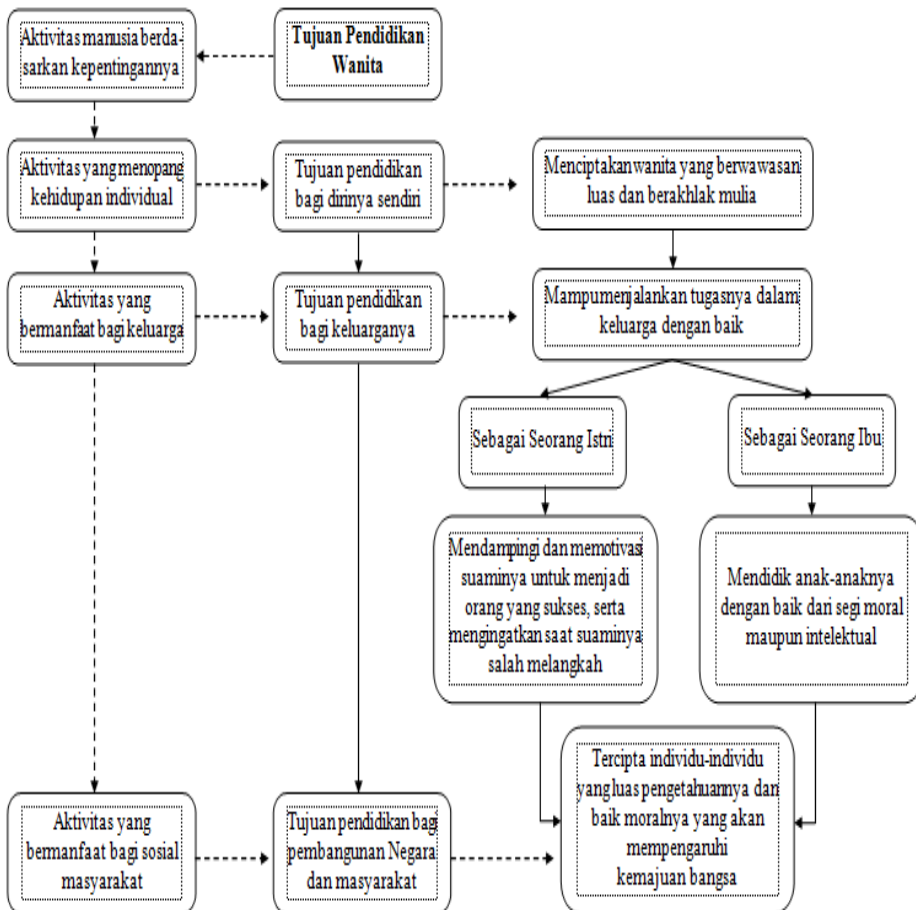 Aktivitas manusia berda-
sarkan kepentingannya
Tujuan Pendidikan
Wanita
Aktivitas yang menopang
kehidupan individual
Tujuan pendidikan
bagi dirinya sendiri
Menciptakan wanita yang berwawasan
luas dan berakhlak mulia
Aktivitas yang
bermanfaat bagi keluarga
Tujuan pendidikan
bagi keluarganya
Mampumenjalankan tugasnya dalam
keluarga dengan baik
Sebagai Seorang Istri
Sebagai Seorang Ibu
Mendampingi dan memotivasi
suaminya untuk menjadi
orang yang sukses, serta
mengingatkan saat suaminya
salah melangkah
Mendidik anak-anaknya
dengan baik dari segi moral
maupun intelektual
Aktivitas yang
bermanfaat bagi sosial
masyarakat
Tujuan pendidikan bagi
pembangunan Negara
dan masyarakat
Tercipta individu-individu
yang luas pengetahuannya dan
baik moralnya yang akan
mempengaruhi
kemajuan bangsa